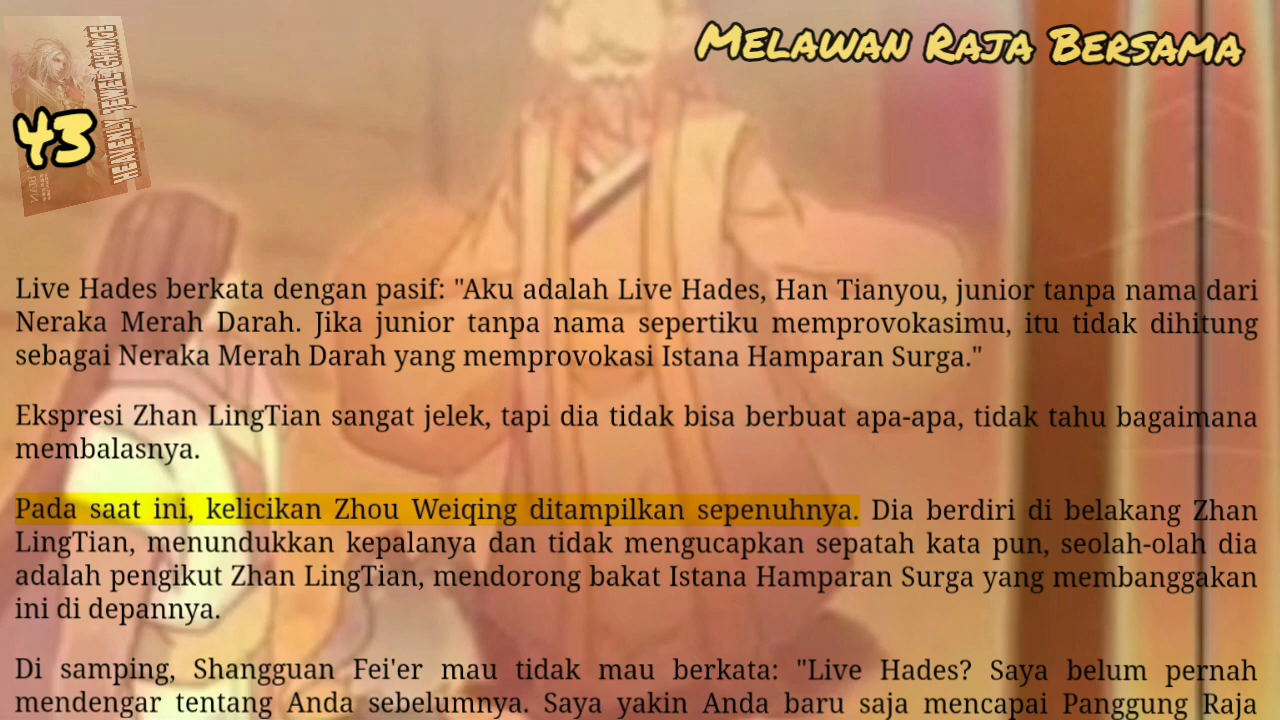 Melawan Raja Bersama
HEAVENLY JEWEL CHANGE
43
Live Hades berkata dengan pasif: "Aku adalah Live Hades, Han Tianyou, junior tanpa nama dari
Neraka Merah Darah. Jika junior tanpa nama sepertiku memprovokasimu, itu tidak dihitung
sebagai Neraka Merah Darah yang memprovokasi Istana Hamparan Surga."
Ekspresi Zhan LingTian sangat jelek, tapi dia tidak bisa berbuat apa-apa, tidak tahu bagaimana
membalasnya.
Pada saat ini, kelicikan Zhou Weiqing ditampilkan sepenuhnya. Dia berdiri di belakang Zhan
LingTian, menundukkan kepalanya dan tidak mengucapkan sepatah kata pun, seolah-olah dia
adalah pengikut Zhan LingTian, mendorong bakat Istana Hamparan Surga yang membanggakan
ini di depannya.
Di samping, Shangguan Fei'er mau tidak mau berkata: "Live Hades? Saya belum pernah
mendengar tentang Anda sebelumnya. Saya yakin Anda baru saja mencapai Panggung Raja